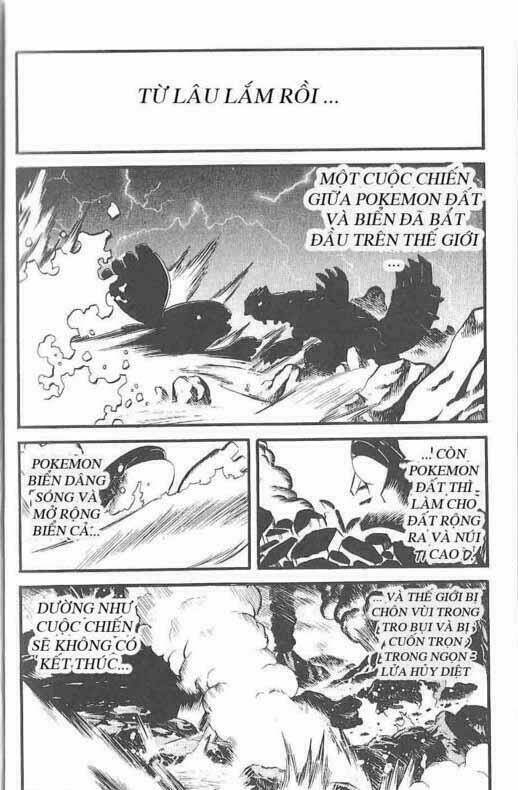 TỪ LÂU LẮM RỒI ...
MỘT CUỘC CHIẾN
GIỮA POKEMON ĐẤT
VÀ BIỂN ĐÃ BẮT
ĐẦU TRÊN THẾ GIỚI
...
POKEMON
BIỂN DÂNG
SÓNG VÀ
MỞ RỘNG
BIỂN CẢ...
... CÒN
POKEMON
ĐẤT THÌ
LÀM CHO
ĐẤT RỘNG
RA VÀ NÚI
CAO
DƯỜNG NHƯ
CUỘC CHIẾN
SẼ KHÔNG CÓ
KẾT THÚC...
... VÀ THẾ GIỚI BỊ
CHÔN VÙI TRONG
TRO BỤI VÀ BỊ
CUỐN TRỌN
TRONG NGỌN
LỬA HỦY DIỆT